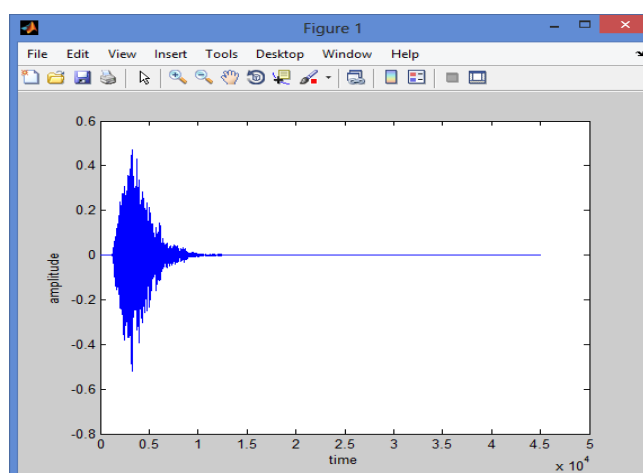 Figure 1
File Edit View Insert Tools Desktop Window Help
0.6
0.4
0.2
0
-0.2
-0.4
-0.6
-0.8
amplitude
0 0.5 1 1.5 2 2.5 3 3.5 4 4.5 5
time
x 10^4